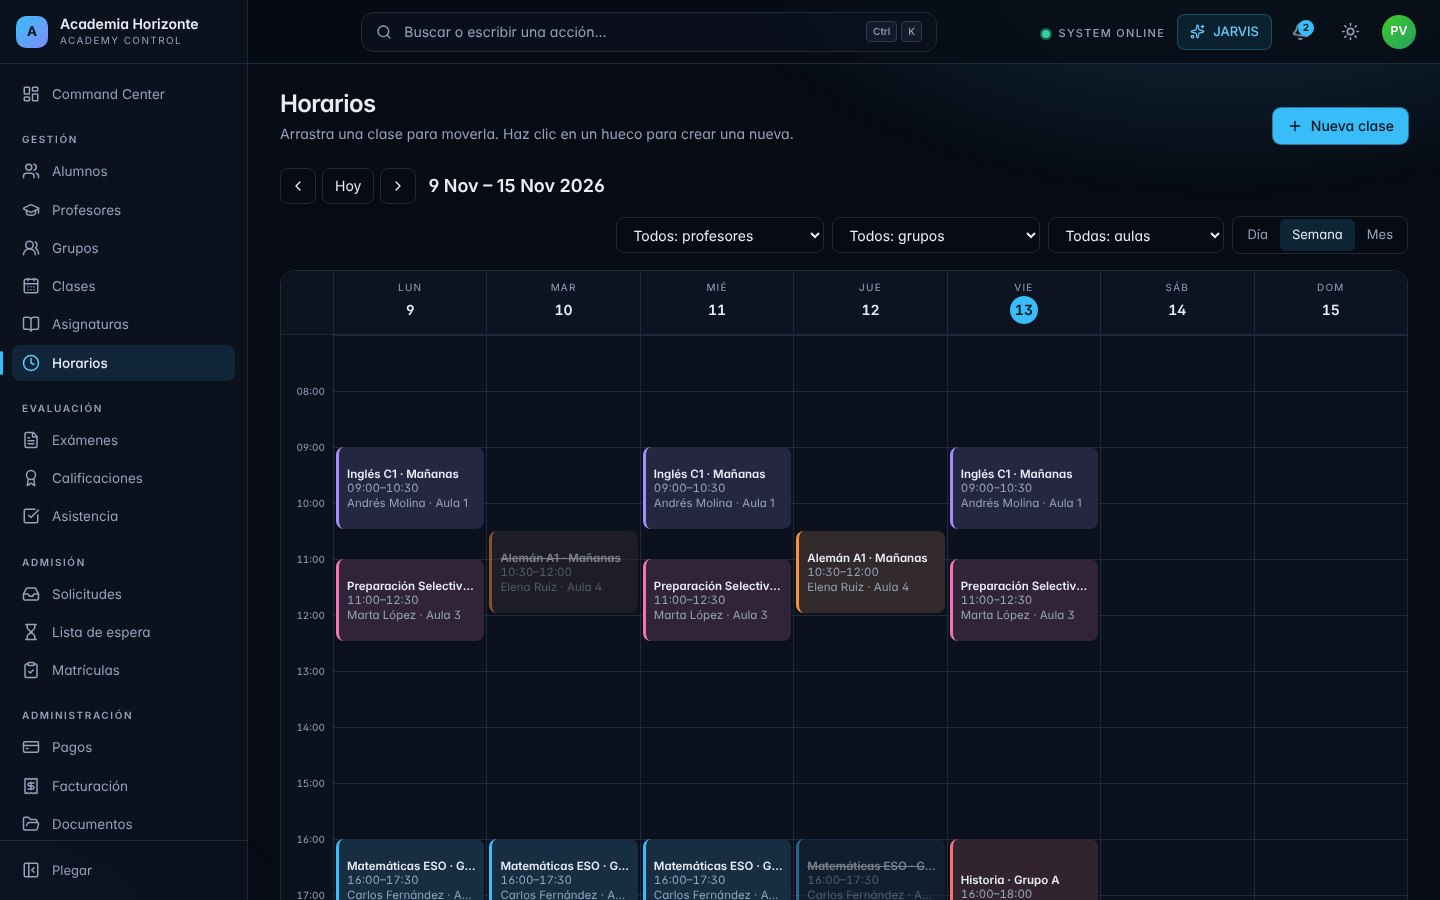 A
Academia Horizonte
ACADEMY CONTROL
Buscar o escribir una acción...
Ctrl
K
SYSTEM ONLINE
JARVIS
2
PV
Command Center
GESTIÓN
Alumnos
Profesores
Grupos
Clases
Asignaturas
Horarios
EVALUACIÓN
Exámenes
Calificaciones
Asistencia
ADMISIÓN
Solicitudes
Lista de espera
Matrículas
ADMINISTRACIÓN
Pagos
Facturación
Documentos
Plegar
Horarios
Arrastra una clase para moverla. Haz clic en un hueco para crear una nueva.
Nueva clase
Hoy
9 Nov – 15 Nov 2026
Todos: profesores
Todos: grupos
Todas: aulas
Día
Semana
Mes
LUN
9
MAR
10
MIÉ
11
JUE
12
VIE
13
SÁB
14
DOM
15
08:00
09:00
10:00
11:00
12:00
13:00
14:00
15:00
16:00
17:00
Inglés C1 · Mañanas
09:00–10:30
Andrés Molina · Aula 1
Preparación Selectiv...
11:00–12:30
Marta López · Aula 3
Matemáticas ESO · G...
16:00–17:30
Carlos Fernández · A...
Alemán A1 · Mañanas
10:30–12:00
Elena Ruiz · Aula 4
Matemáticas ESO · G...
16:00–17:30
Carlos Fernández · A...
Inglés C1 · Mañanas
09:00–10:30
Andrés Molina · Aula 1
Preparación Selectiv...
11:00–12:30
Marta López · Aula 3
Matemáticas ESO · G...
16:00–17:30
Carlos Fernández · A...
Alemán A1 · Mañanas
10:30–12:00
Elena Ruiz · Aula 4
Matemáticas ESO · G...
16:00–17:30
Carlos Fernández · A...
Inglés C1 · Mañanas
09:00–10:30
Andrés Molina · Aula 1
Preparación Selectiv...
11:00–12:30
Marta López · Aula 3
Historia · Grupo A
16:00–18:00